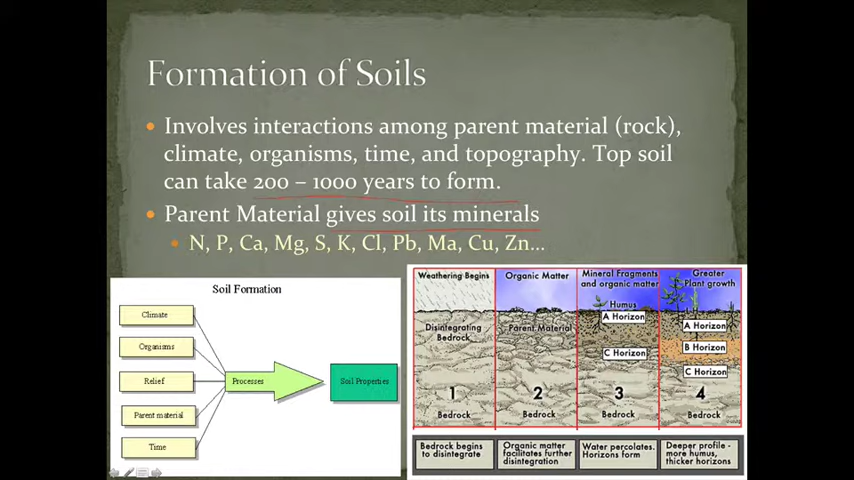 Formation of Soils
• Involves interactions among parent material (rock),
climate, organisms, time, and topography. Top soil
can take 200 – 1000 years to form.
• Parent Material gives soil its minerals
• N, P, Ca, Mg, S, K, Cl, Pb, Ma, Cu, Zn...
Soil Formation
Climate
Organisms
Relief
Parent material
Time
Processes
Soil Properties
Weathering Begins
Disintegrating
Bedrock
1
Bedrock
Bedrock begins
to disintegrate
Organic Matter
Parent Material
2
Bedrock
Organic matter
facilitates further
disintegration
Mineral Fragments
and organic matter
Humus
A Horizon
C Horizon
3
Bedrock
Water percolates.
Horizons form
Greater
Plant growth
A Horizon
B Horizon
C Horizon
4
Bedrock
Deeper profile -
more humus,
thicker horizons